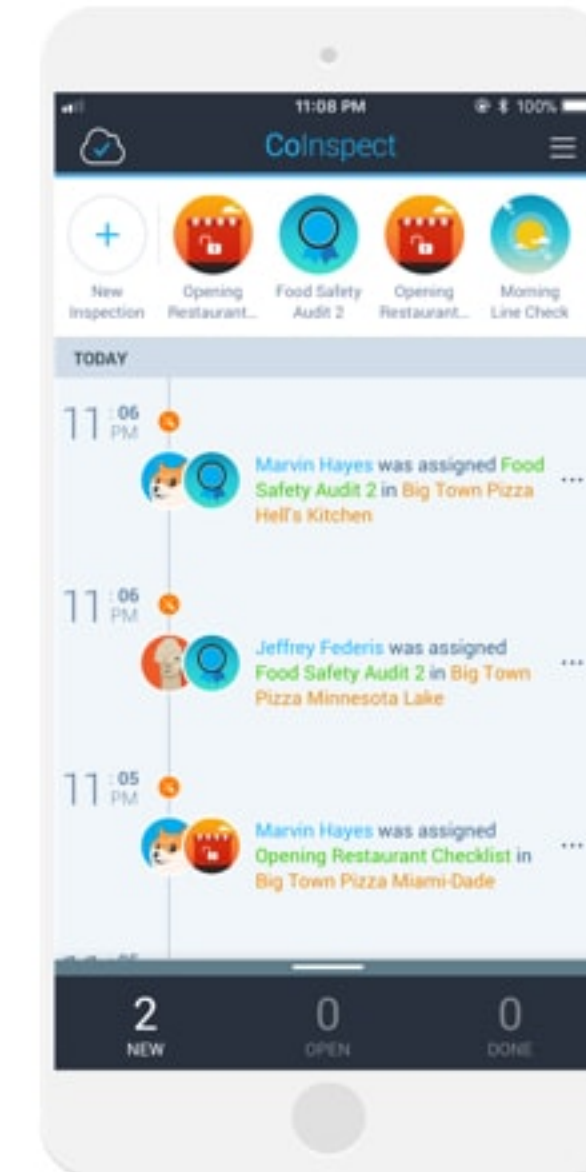 11:08 PM
100%
CoInspect
New
Inspection
Opening
Restaurant...
Food Safety
Audit 2
Opening
Restaurant...
Morning
Line Check
TODAY
11 :06
PM
Marvin Hayes was assigned Food
Safety Audit 2 in Big Town Pizza
Hell's Kitchen
11 :06
PM
Jeffrey Federis was assigned
Food Safety Audit 2 in Big Town
Pizza Minnesota Lake
11 :05
PM
Marvin Hayes was assigned
Opening Restaurant Checklist in
Big Town Pizza Miami-Dade
2
NEW
0
OPEN
0
DONE